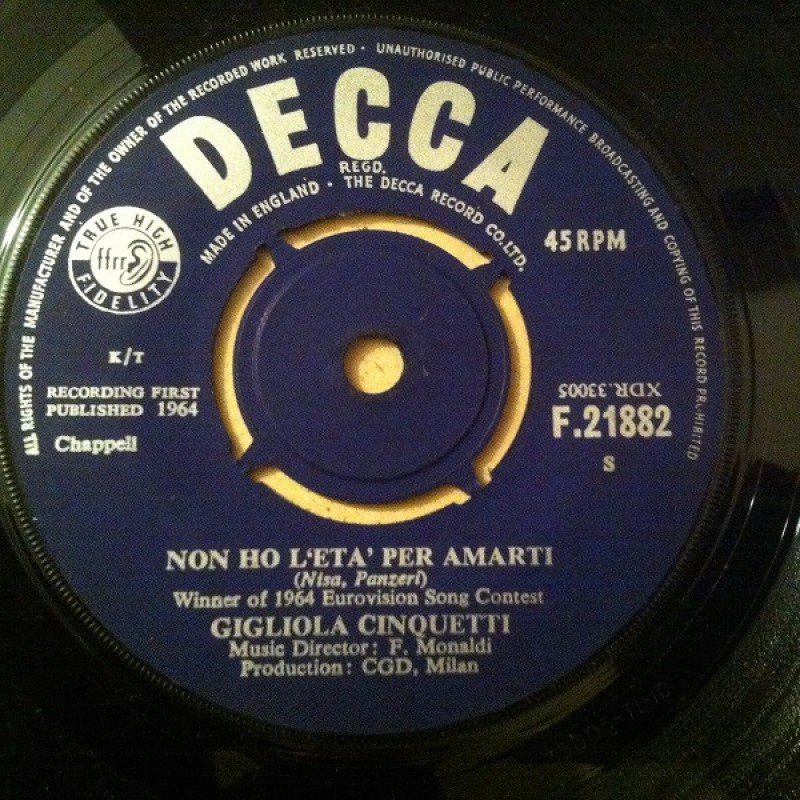 ALL RIGHTS OF THE MANUFACTURER AND OF THE OWNER OF THE RECORDED WORK RESERVED · UNAUTHORISED PUBLIC PERFORMANCE BROADCASTING AND COPYING OF THIS RECORD PROHIBITED
DECCA
REGD.
MADE IN ENGLAND · THE DECCA RECORD CO. LTD.
TRUE HIGH
ffrr
FIDELITY
45 RPM
K/T
RECORDING FIRST
PUBLISHED 1964
Chappell
XDR.33005
F.21882
S
NON HO L'ETA' PER AMARTI
(Nisa, Panzeri)
Winner of 1964 Eurovision Song Contest
GIGLIOLA CINQUETTI
Music Director: F. Monaldi
Production: CGD, Milan